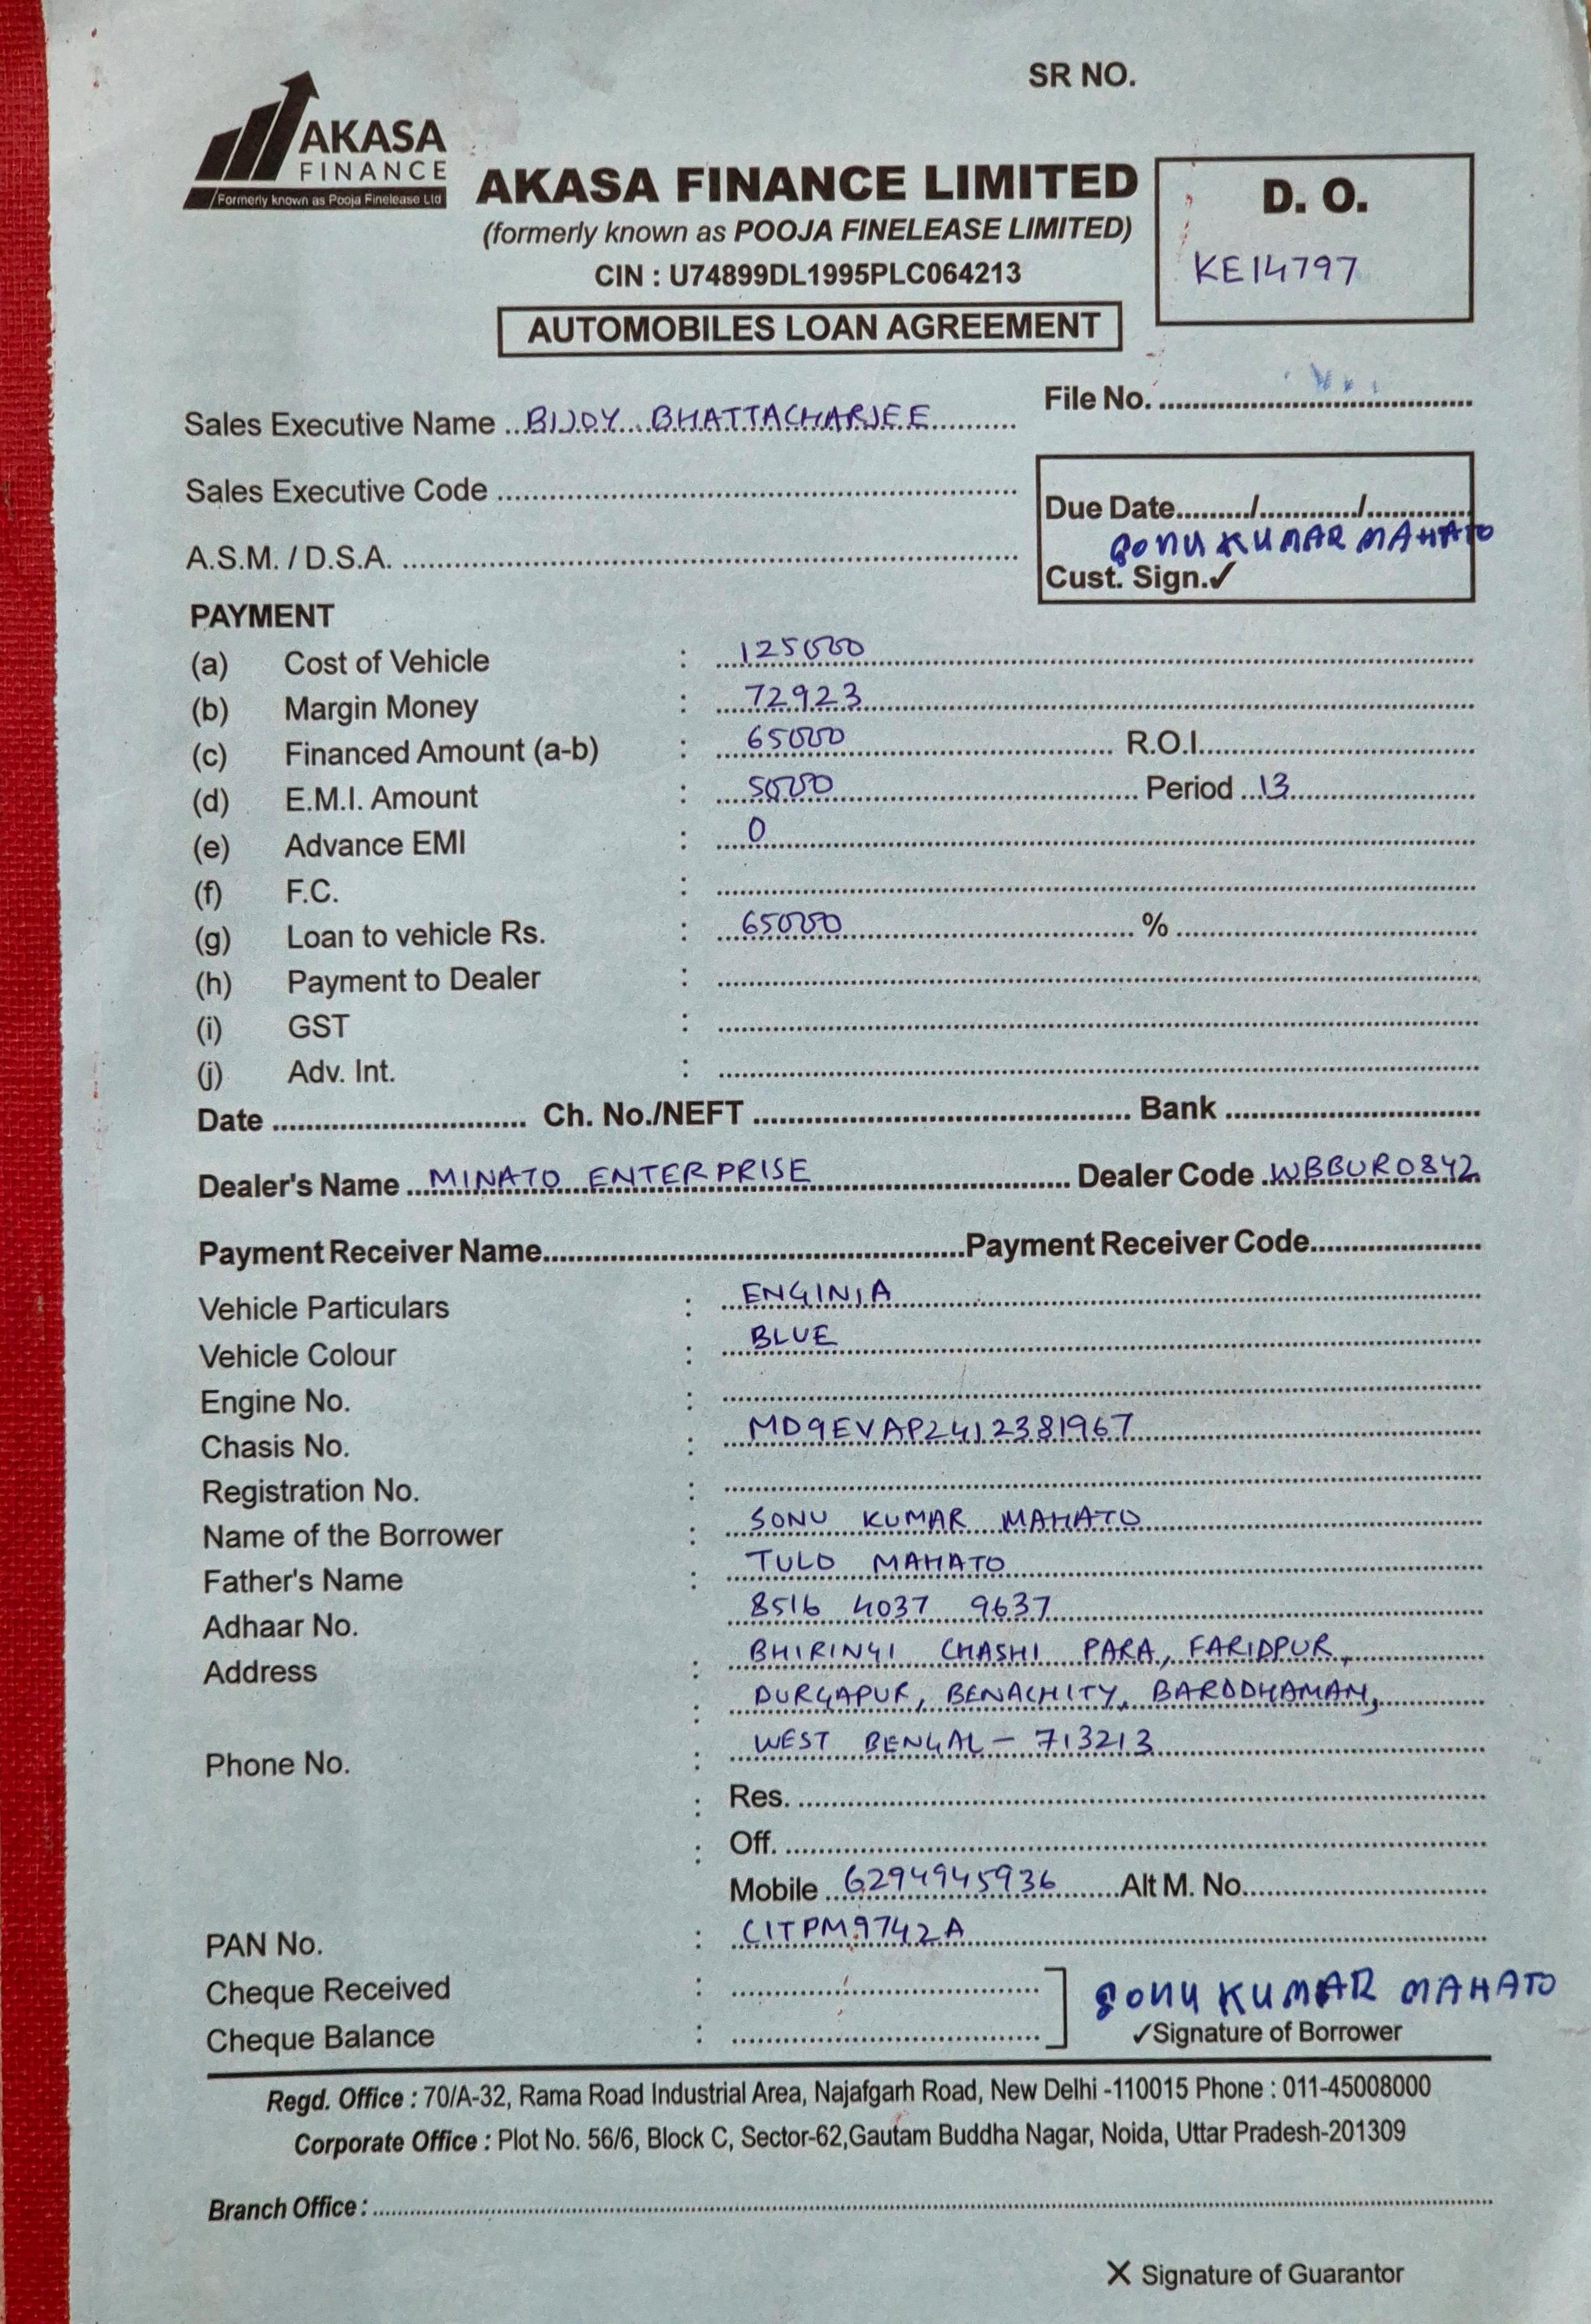 SR NO.
AKASA
FINANCE
Formerly known as Pooja Finelease Ltd
AKASA FINANCE LIMITED
(formerly known as POOJA FINELEASE LIMITED)
CIN : U74899DL1995PLC064213
AUTOMOBILES LOAN AGREEMENT
D. O.
KE14797
File No.
Sales Executive Name BIJOY BHATTACHARJEE
Sales Executive Code
A.S.M. / D.S.A.
Due Date / /
SONU KUMAR MAHATO
Cust. Sign.✓
PAYMENT
(a) Cost of Vehicle : 125000
(b) Margin Money : 72923
(c) Financed Amount (a-b) : 65000 R.O.I.
(d) E.M.I. Amount : 5000 Period 13
(e) Advance EMI : 0
(f) F.C. :
(g) Loan to vehicle Rs. : 65000 %
(h) Payment to Dealer :
(i) GST :
(j) Adv. Int. :
Date Ch. No./NEFT Bank
Dealer's Name MINATO ENTERPRISE Dealer Code WBBUR0842
Payment Receiver Name Payment Receiver Code
Vehicle Particulars : ENGINIA
Vehicle Colour : BLUE
Engine No. :
Chasis No. : MD9EVAP2412381967
Registration No. :
Name of the Borrower : SONU KUMAR MAHATO
Father's Name : TULO MAHATO
Adhaar No. 8516 4037 9637
Address : BHIRINGI CHASHI PARA, FARIDPUR,
: DURGAPUR, BENACHITY, BARDDHAMAN,
Phone No. : WEST BENGAL - 713213
: Res.
: Off.
Mobile 6294945936 Alt M. No.
PAN No. : CITPM9742A
Cheque Received :
Cheque Balance :
SONU KUMAR MAHATO
✓Signature of Borrower
Regd. Office : 70/A-32, Rama Road Industrial Area, Najafgarh Road, New Delhi -110015 Phone : 011-45008000
Corporate Office : Plot No. 56/6, Block C, Sector-62,Gautam Buddha Nagar, Noida, Uttar Pradesh-201309
Branch Office :
X Signature of Guarantor